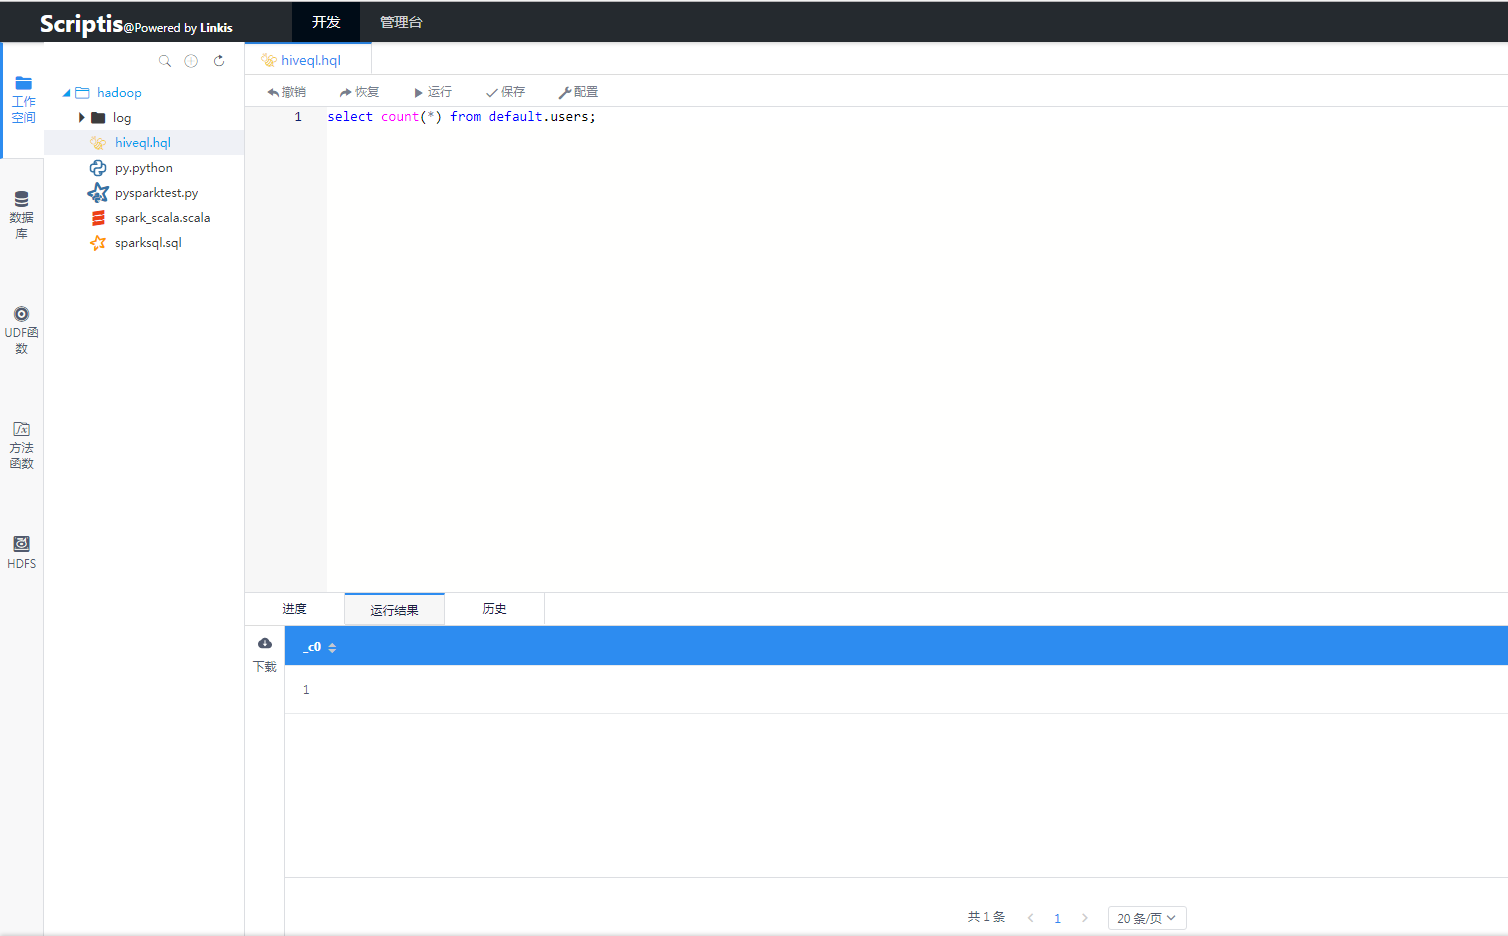 Scriptis@Powered by Linkis
开发
管理台
工作
空间
数据
库
UDF函
数
方法
函数
HDFS
hadoop
log
hiveql.hql
py.python
pysparktest.py
spark_scala.scala
sparksql.sql
hiveql.hql
撤销
恢复
运行
保存
配置
1 select count(*) from default.users;
进度
运行结果
历史
下载
_c0
1
共 1 条
1
20 条/页